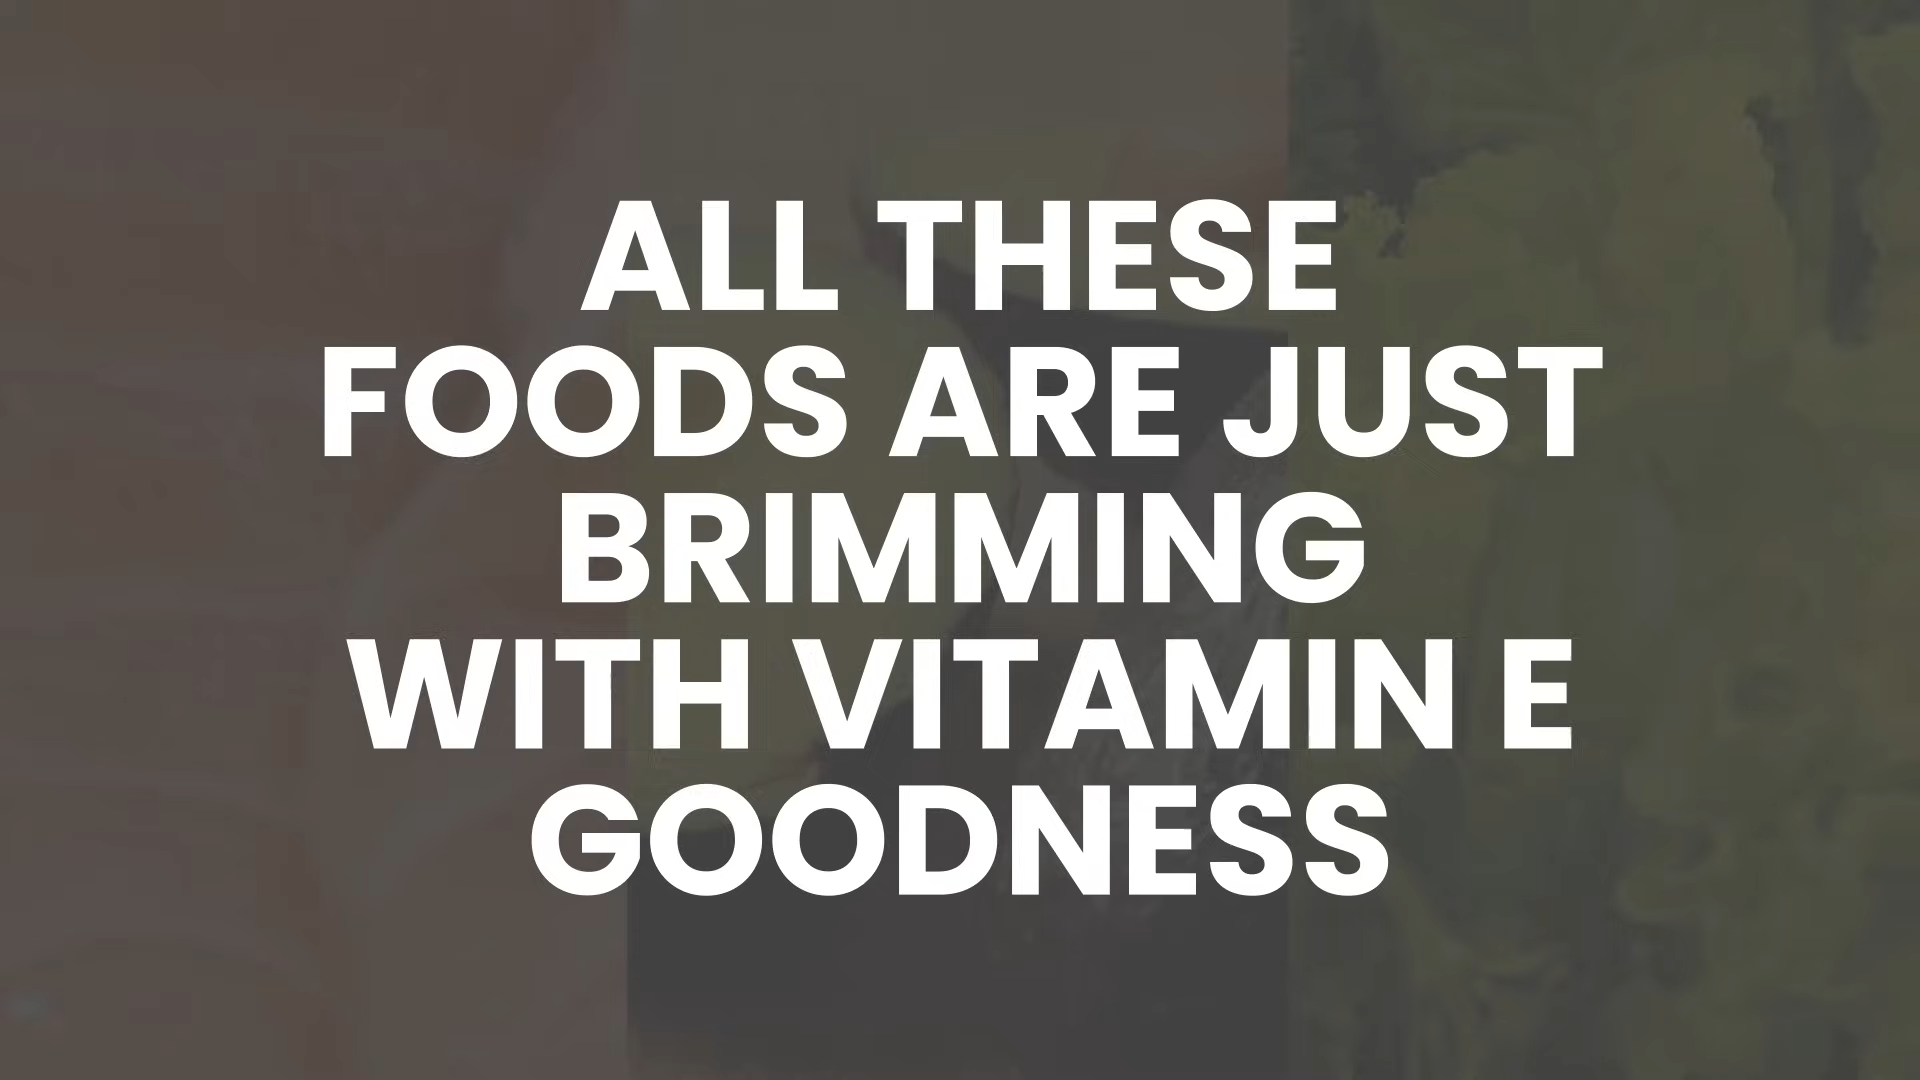 ALL THESE
FOODS ARE JUST
BRIMMING
WITH VITAMIN E
GOODNESS